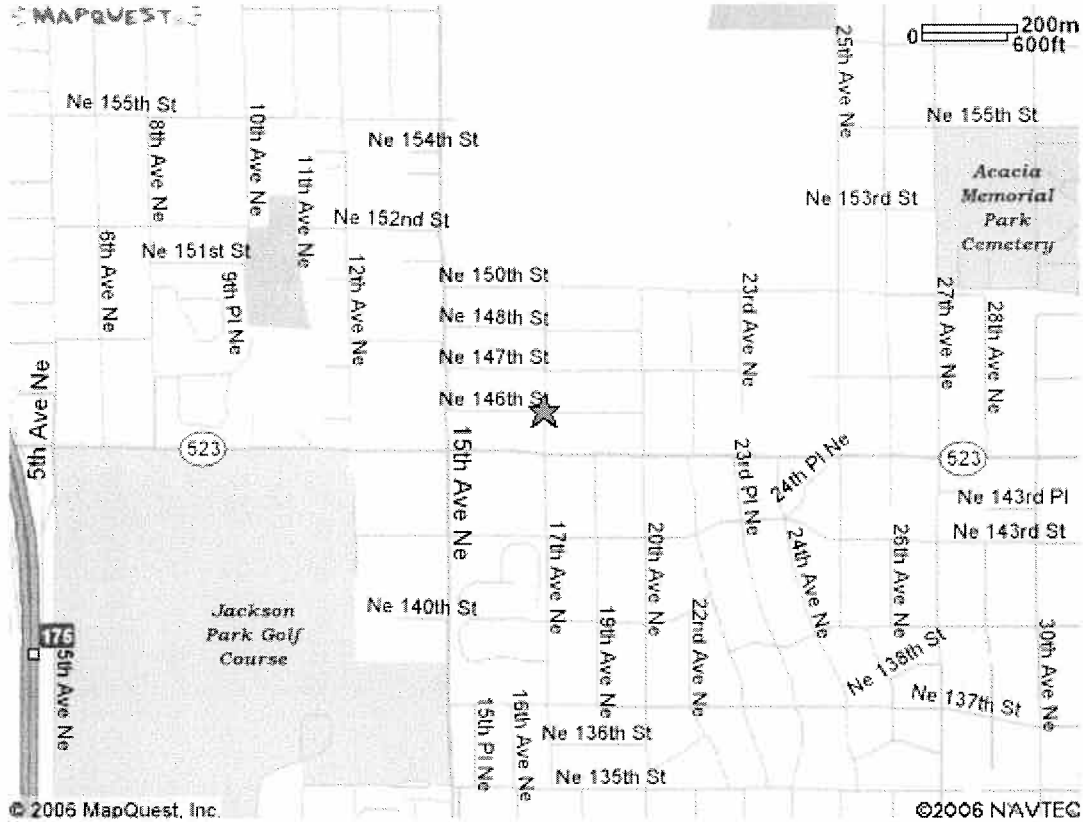 MAPQUEST
200m
0
600ft
25th Ave Ne
Ne 155th St
8th Ave Ne
10th Ave Ne
Ne 154th St
Ne 155th St
11th Ave Ne
Acacia
Memorial
Park
Cemetery
Ne 153rd St
Ne 152nd St
6th Ave Ne
Ne 151st St
9th Pl Ne
12th Ave Ne
Ne 150th St
23rd Ave Ne
27th Ave Ne
28th Ave Ne
Ne 148th St
Ne 147th St
5th Ave Ne
Ne 146th St
523
15th Ave Ne
23rd Pl Ne
24th Pl Ne
523
Ne 143rd Pl
17th Ave Ne
20th Ave Ne
24th Ave Ne
26th Ave Ne
Ne 143rd St
Jackson
Park Golf
Course
Ne 140th St
19th Ave Ne
22nd Ave Ne
175
5th Ave Ne
Ne 138th St
30th Ave Ne
Ne 137th St
15th Pl Ne
16th Ave Ne
Ne 136th St
Ne 135th St
© 2006 MapQuest, Inc.
©2006 NAVTEQ